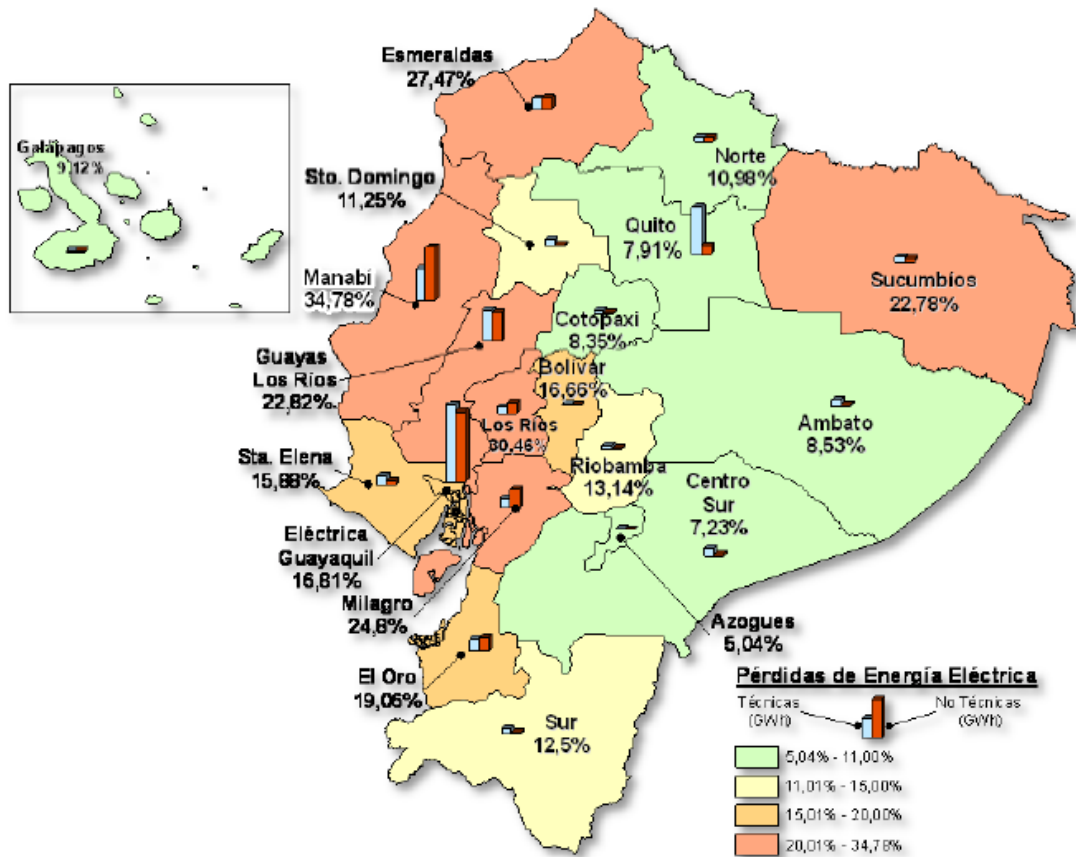 Esmeraldas
27,47%
Galápagos
9,12%
Norte
10,98%
Sto. Domingo
11,25%
Quito
7,91%
Manabí
34,78%
Sucumbíos
22,78%
Cotopaxi
8,35%
Guayas
Los Ríos
22,82%
Bolívar
16,66%
Ambato
8,53%
Los Ríos
30,46%
Sta. Elena
15,88%
Riobamba
13,14%
Centro
Sur
7,23%
Eléctrica
Guayaquil
16,81%
Milagro
24,8%
Azogues
5,04%
El Oro
19,05%
Sur
12,5%
Pérdidas de Energía Eléctrica
Técnicas
(GWh)
No Técnicas
(GWh)
5,04% - 11,00%
11,01% - 15,00%
15,01% - 20,00%
20,01% - 34,78%